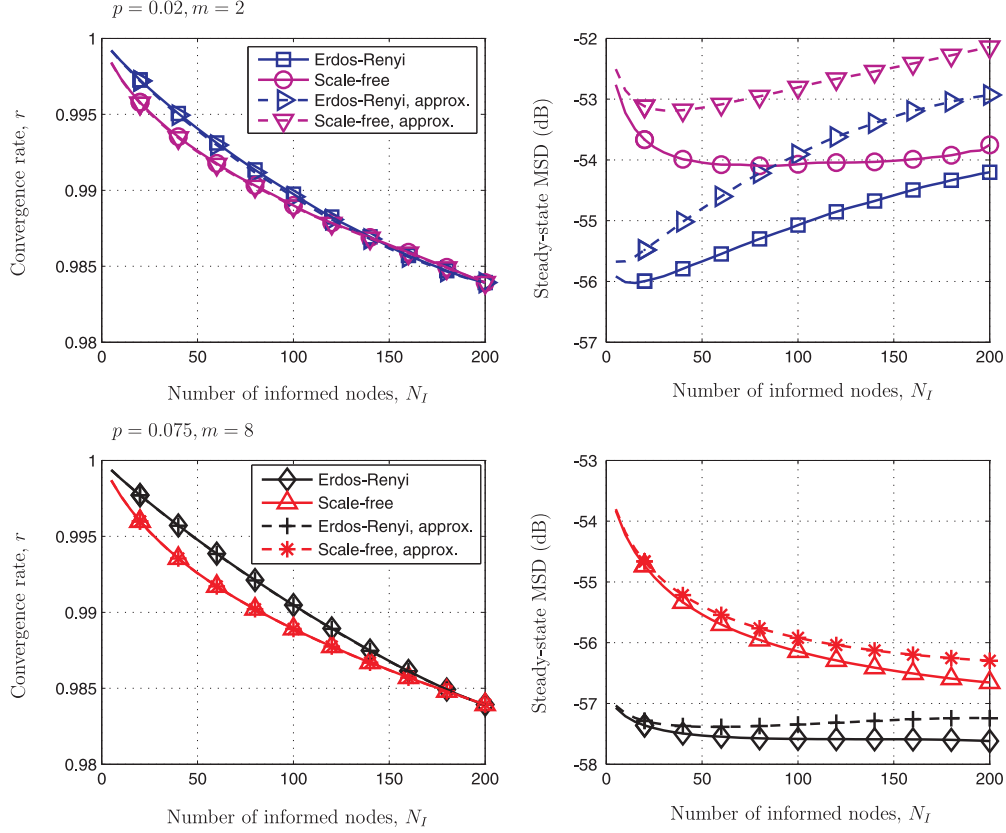 p = 0.02, m = 2
Convergence rate, r
1
0.995
0.99
0.985
0.98
0
50
100
150
200
Number of informed nodes, N_I
Erdos-Renyi
Scale-free
Erdos-Renyi, approx.
Scale-free, approx.
Steady-state MSD (dB)
-52
-53
-54
-55
-56
-57
0
50
100
150
200
Number of informed nodes, N_I
p = 0.075, m = 8
Convergence rate, r
1
0.995
0.99
0.985
0.98
0
50
100
150
200
Number of informed nodes, N_I
Erdos-Renyi
Scale-free
Erdos-Renyi, approx.
Scale-free, approx.
Steady-state MSD (dB)
-53
-54
-55
-56
-57
-58
0
50
100
150
200
Number of informed nodes, N_I